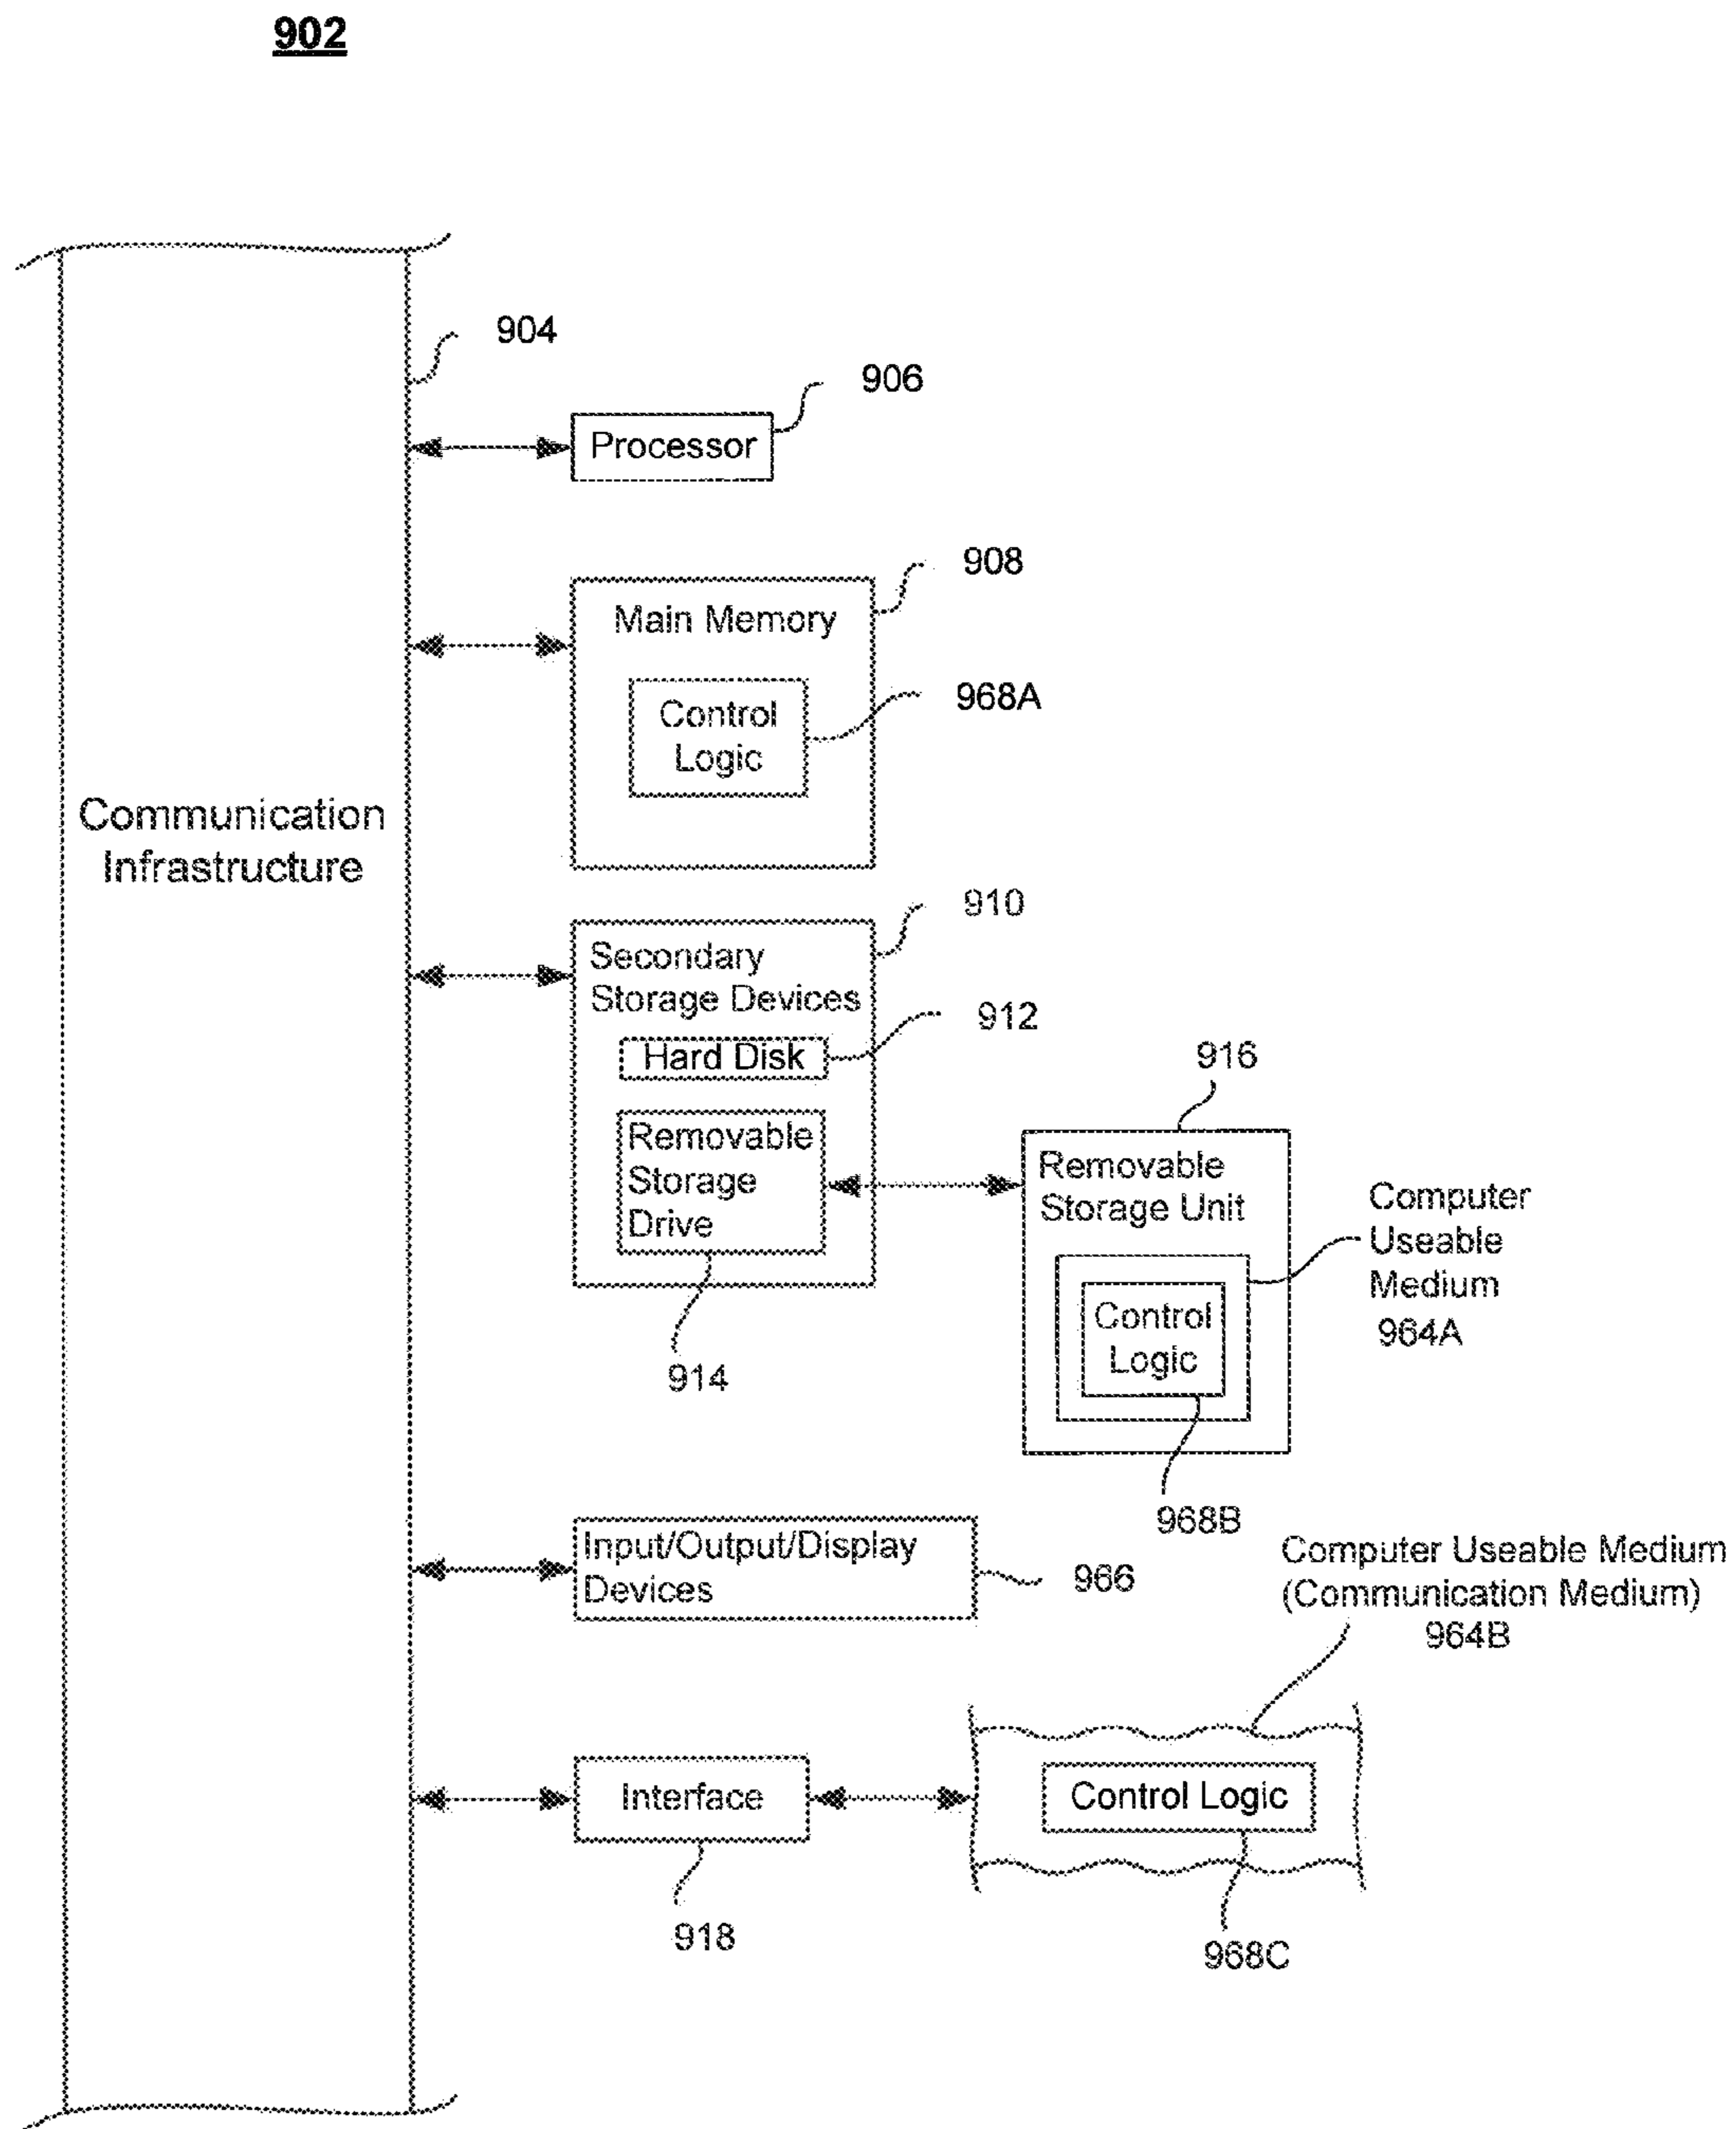 902
904
906
Processor
908
Main Memory
968A
Control
Logic
Communication
Infrastructure
910
Secondary
Storage Devices
912
Hard Disk
916
Removable
Storage
Drive
Removable
Storage Unit
Computer
Useable
Medium
964A
Control
Logic
914
968B
Input/Output/Display
Devices
966
Computer Useable Medium
(Communication Medium)
964B
Interface
Control Logic
918
968C